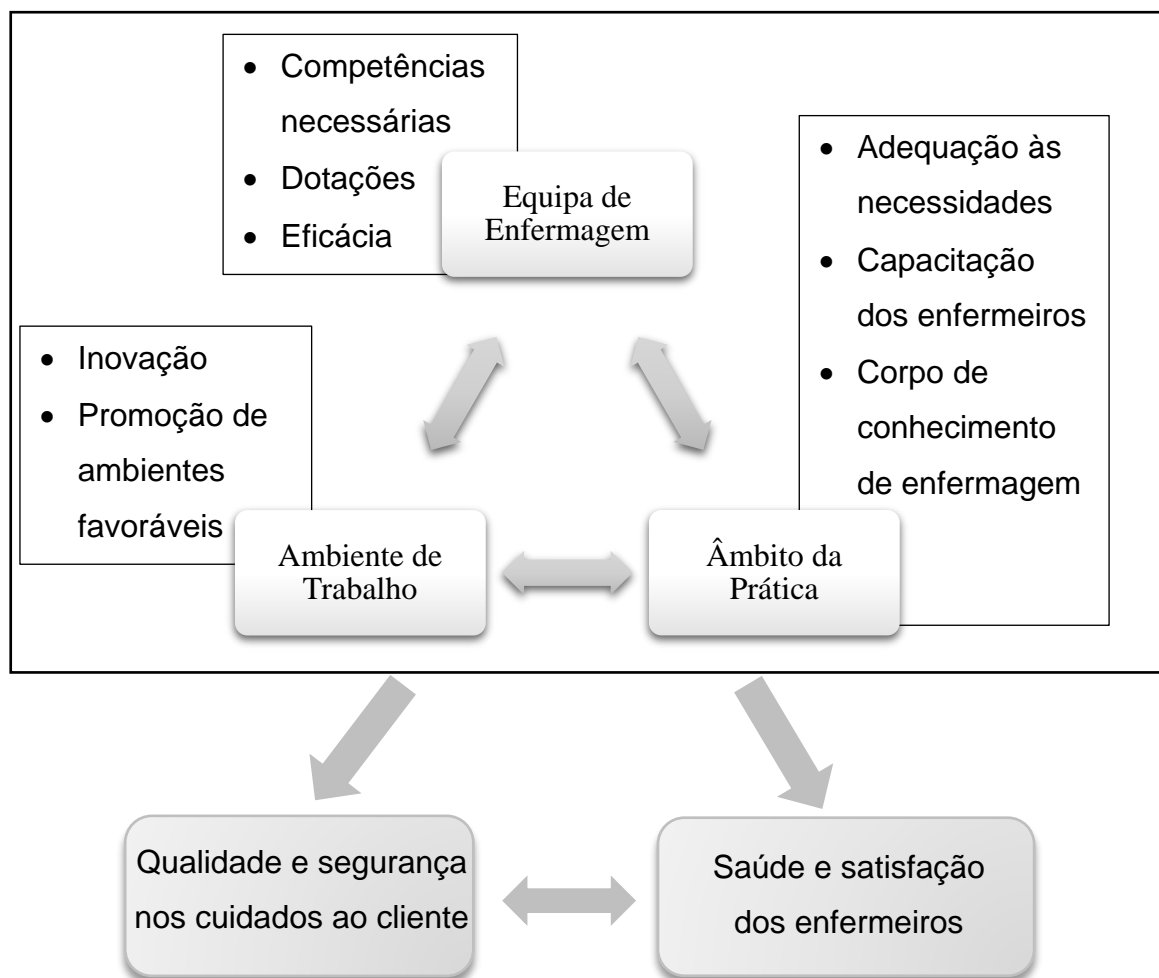 • Competências
necessárias
• Dotações
• Eficácia
Equipa de
Enfermagem
• Adequação às
necessidades
• Capacitação
dos enfermeiros
• Corpo de
conhecimento
de enfermagem
• Inovação
• Promoção de
ambientes
favoráveis
Ambiente de
Trabalho
Âmbito da
Prática
Qualidade e segurança
nos cuidados ao cliente
Saúde e satisfação
dos enfermeiros